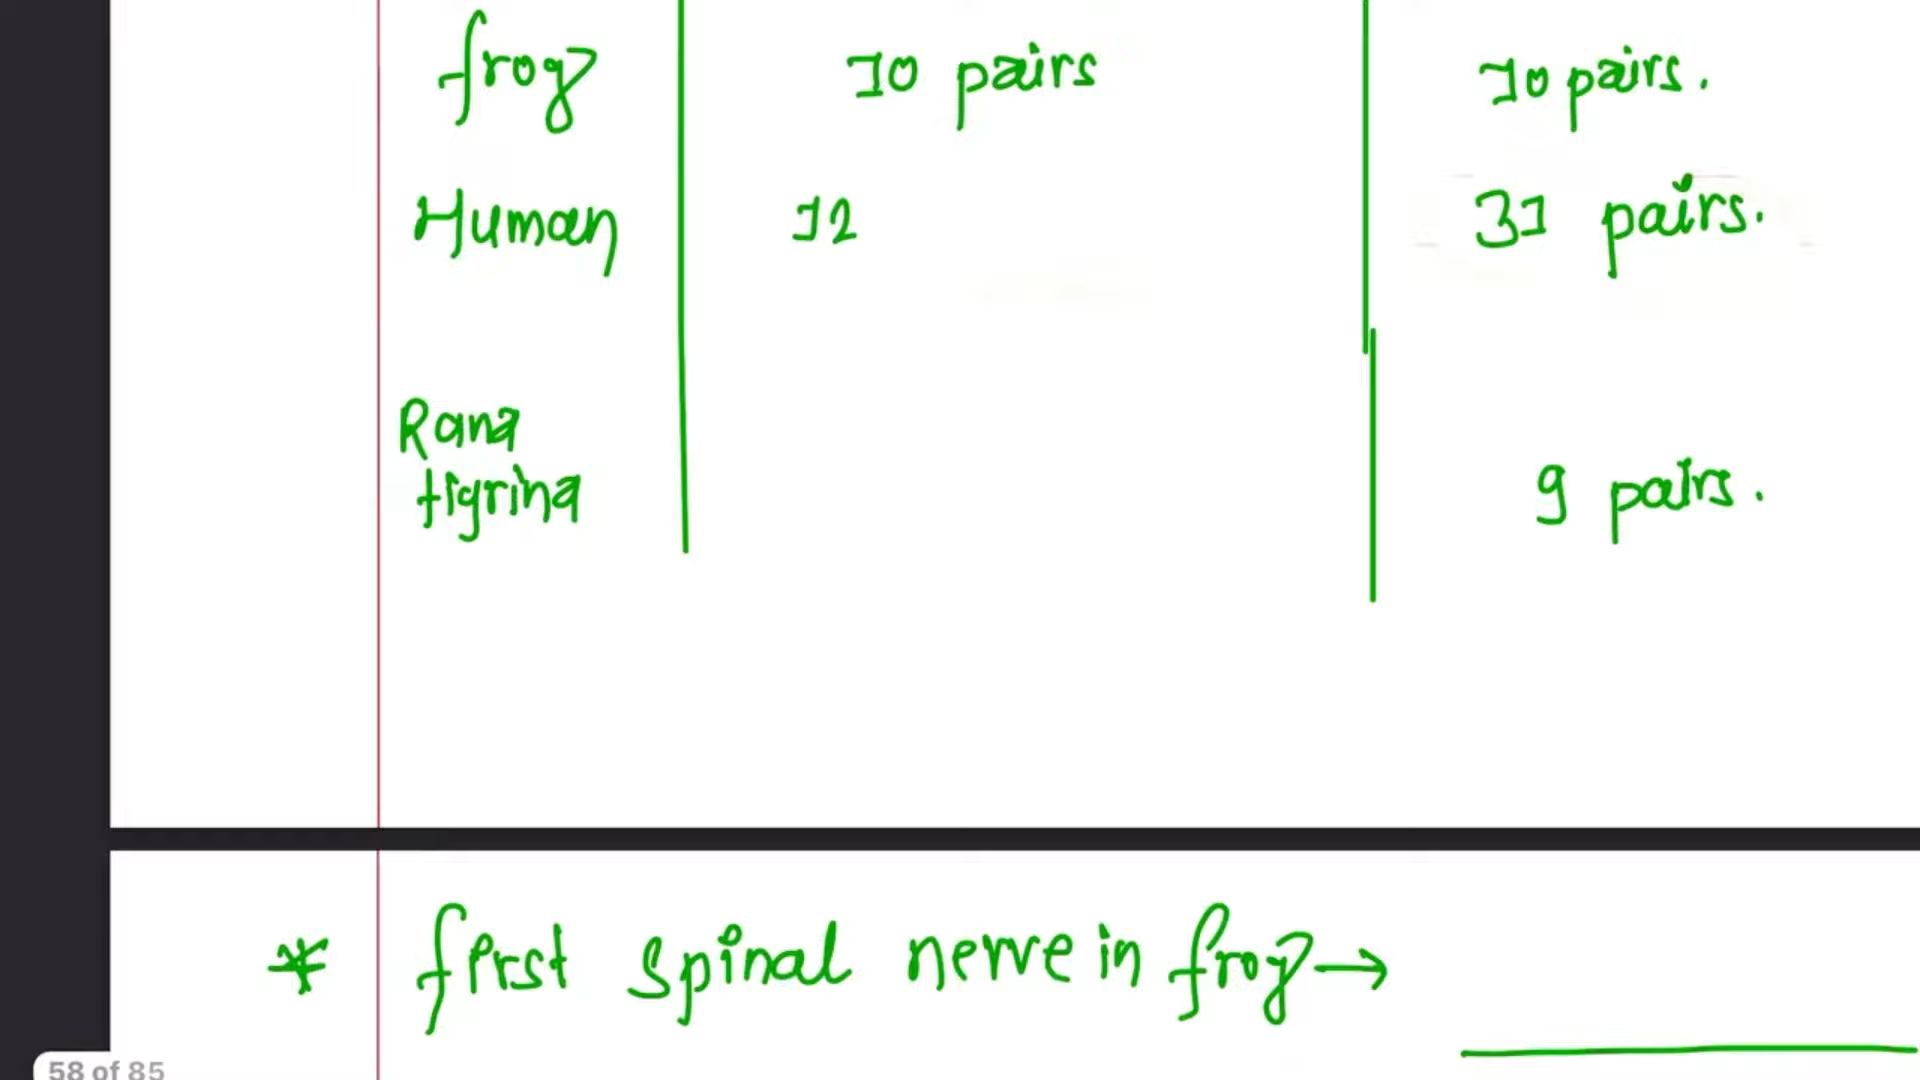 frog 10 pairs 10 pairs.
Human 12 31 pairs.
Rana
tigrina 9 pairs.
* first spinal nerve in frog →
58 of 85